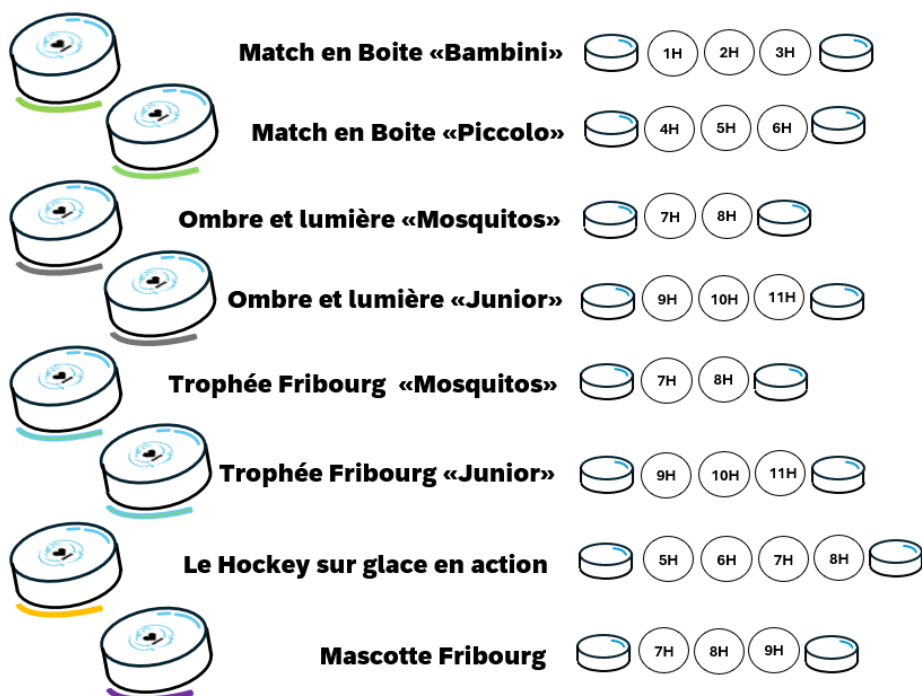 Match en Boite «Bambini» 1H 2H 3H
Match en Boite «Piccolo» 4H 5H 6H
Ombre et lumière «Mosquitos» 7H 8H
Ombre et lumière «Junior» 9H 10H 11H
Trophée Fribourg «Mosquitos» 7H 8H
Trophée Fribourg «Junior» 9H 10H 11H
Le Hockey sur glace en action 5H 6H 7H 8H
Mascotte Fribourg 7H 8H 9H